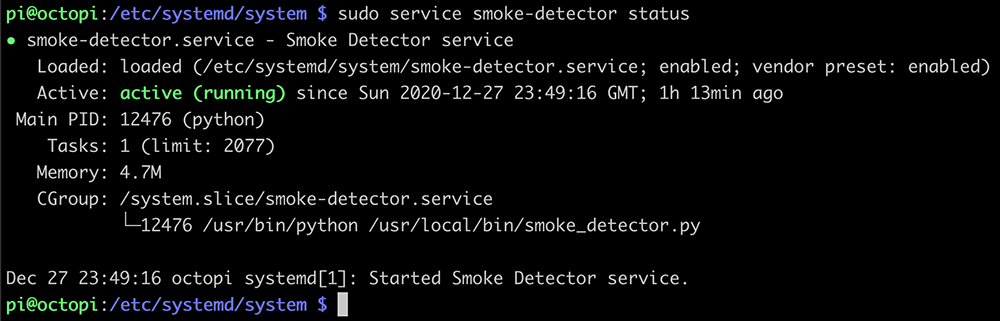 pi@octopi:/etc/systemd/system $ sudo service smoke-detector status
● smoke-detector.service - Smoke Detector service
   Loaded: loaded (/etc/systemd/system/smoke-detector.service; enabled; vendor preset: enabled)
   Active: active (running) since Sun 2020-12-27 23:49:16 GMT; 1h 13min ago
 Main PID: 12476 (python)
    Tasks: 1 (limit: 2077)
   Memory: 4.7M
   CGroup: /system.slice/smoke-detector.service
           └─12476 /usr/bin/python /usr/local/bin/smoke_detector.py

Dec 27 23:49:16 octopi systemd[1]: Started Smoke Detector service.
pi@octopi:/etc/systemd/system $